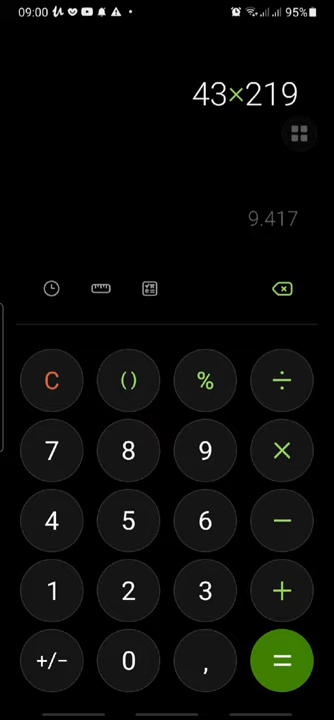 09:00 95%
43×219
9.417
C () % ÷
7 8 9 ×
4 5 6 −
1 2 3 +
+/− 0 , =